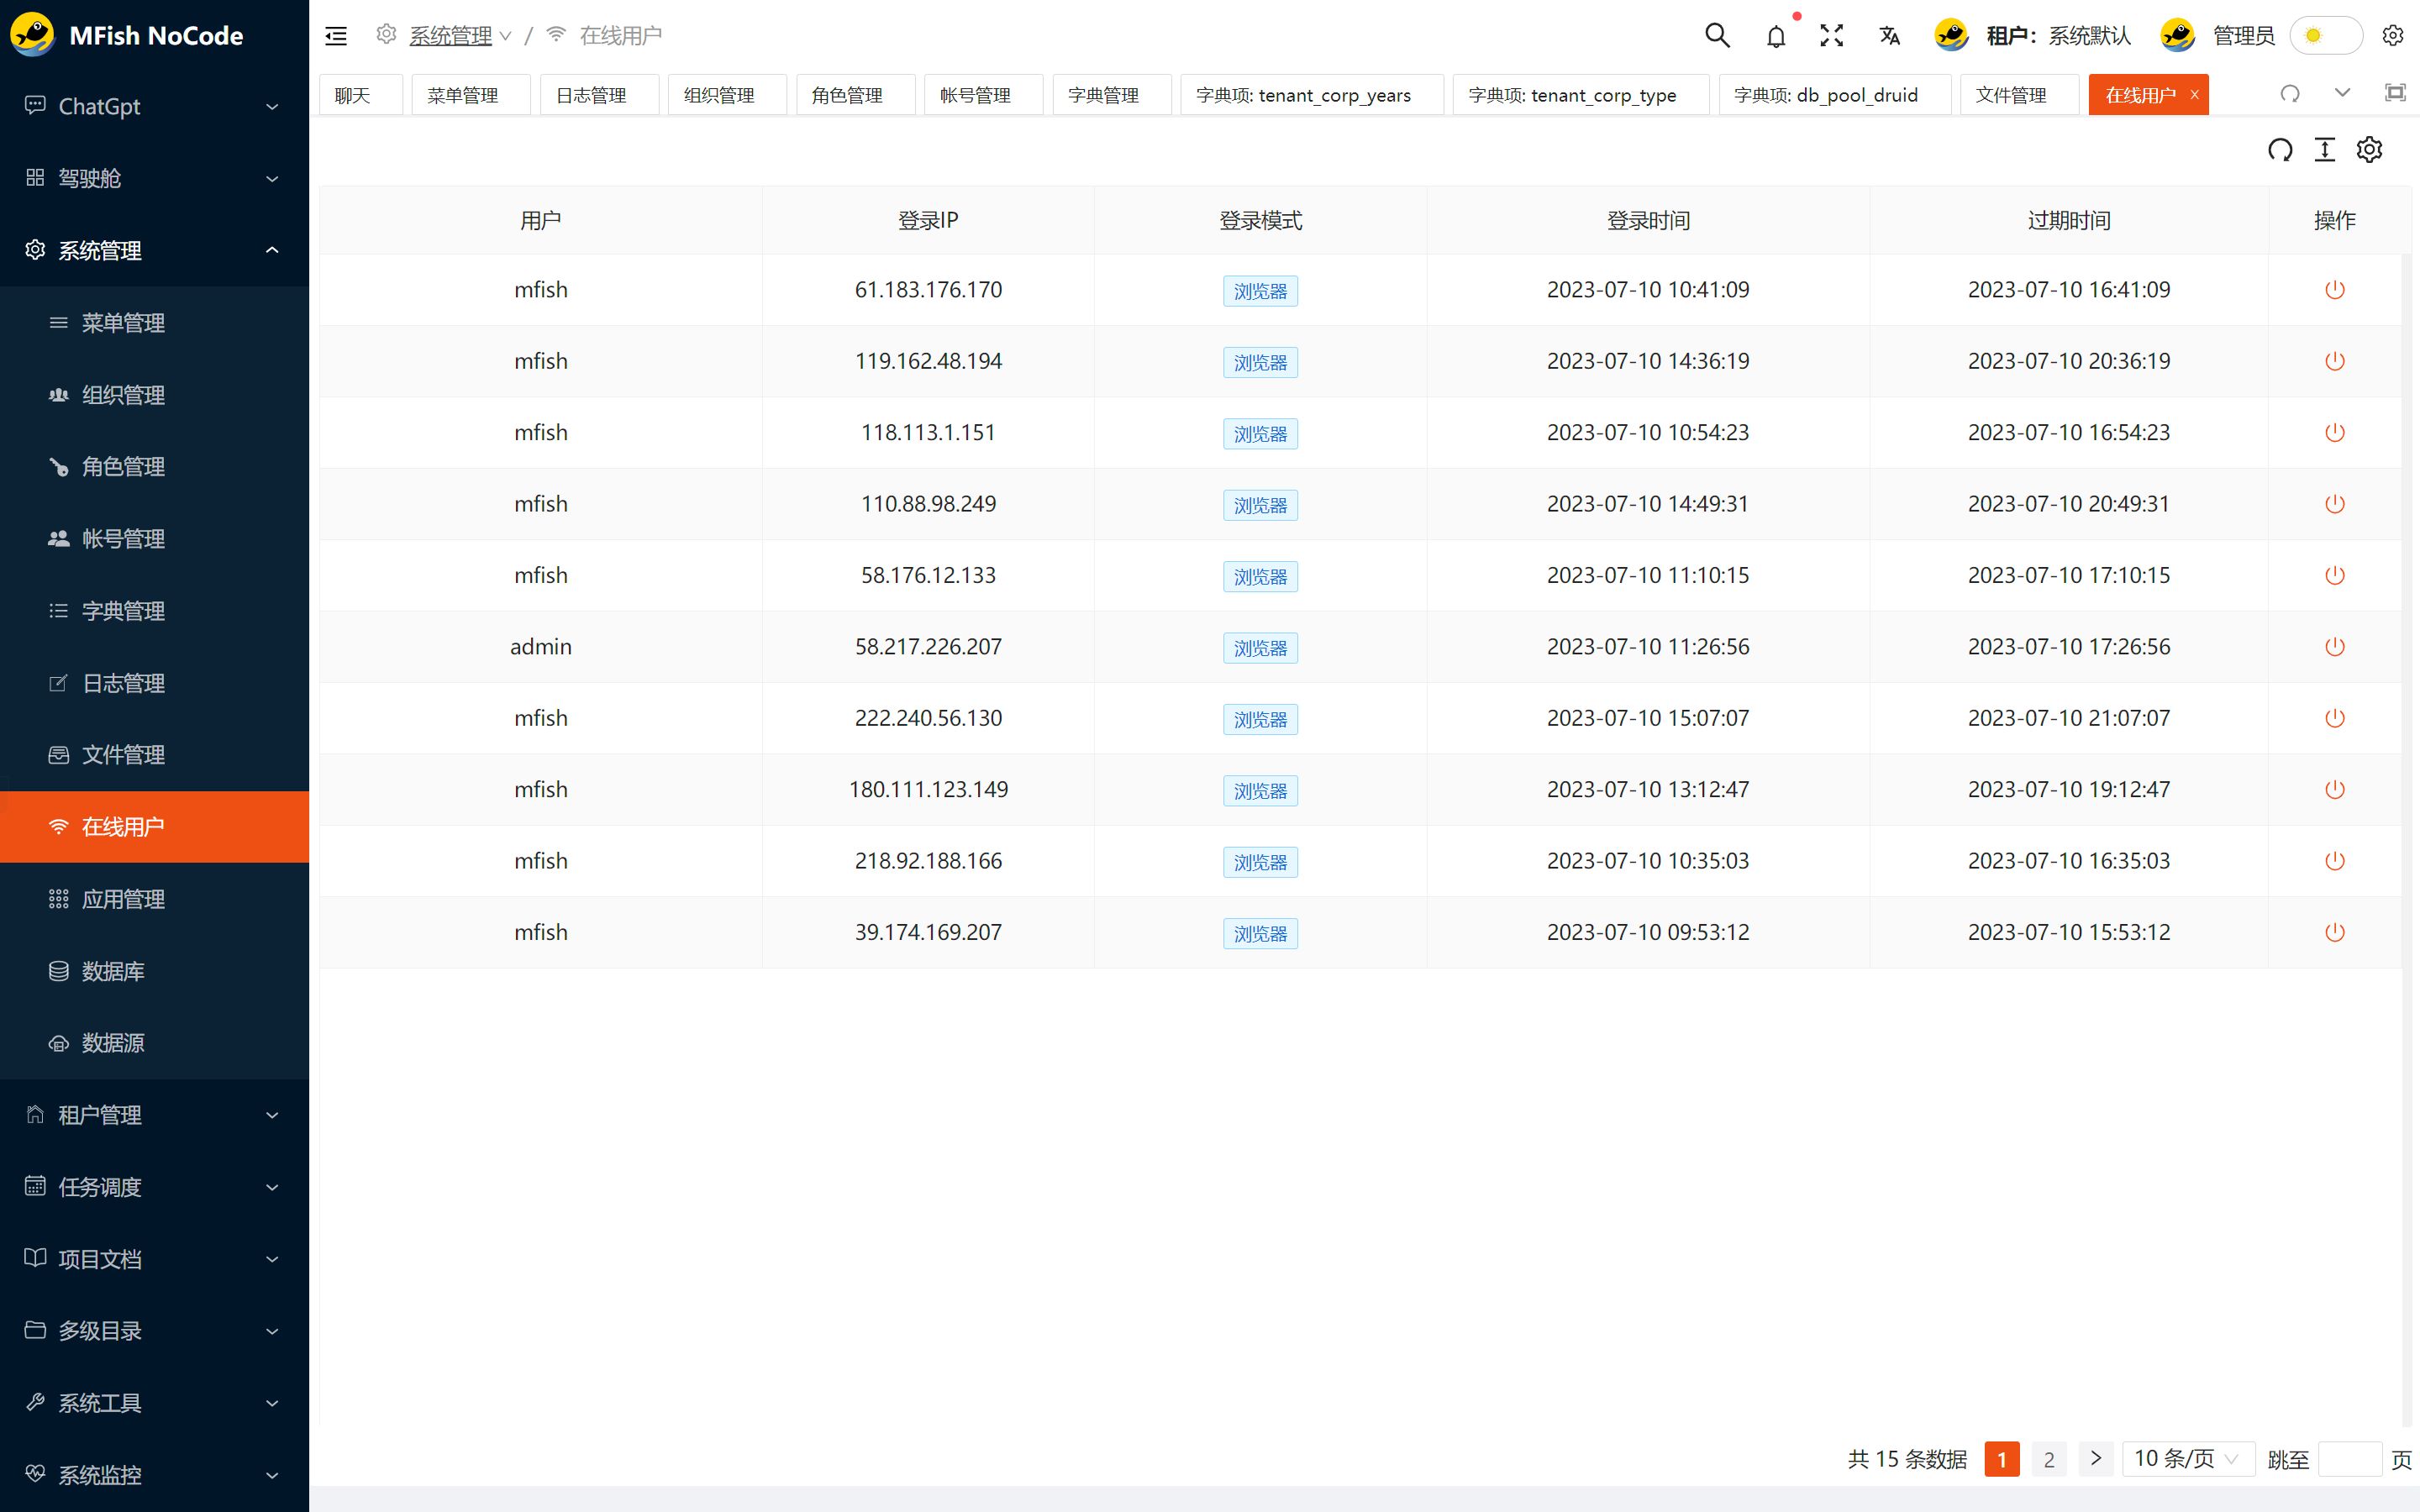 MFish NoCode
ChatGpt
驾驶舱
系统管理
菜单管理
组织管理
角色管理
帐号管理
字典管理
日志管理
文件管理
在线用户
应用管理
数据库
数据源
租户管理
任务调度
项目文档
多级目录
系统工具
系统监控
系统管理 / 在线用户
租户：系统默认 管理员
聊天 菜单管理 日志管理 组织管理 角色管理 帐号管理 字典管理 字典项: tenant_corp_years 字典项: tenant_corp_type 字典项: db_pool_druid 文件管理 在线用户
用户 登录IP 登录模式 登录时间 过期时间 操作
mfish 61.183.176.170 浏览器 2023-07-10 10:41:09 2023-07-10 16:41:09
mfish 119.162.48.194 浏览器 2023-07-10 14:36:19 2023-07-10 20:36:19
mfish 118.113.1.151 浏览器 2023-07-10 10:54:23 2023-07-10 16:54:23
mfish 110.88.98.249 浏览器 2023-07-10 14:49:31 2023-07-10 20:49:31
mfish 58.176.12.133 浏览器 2023-07-10 11:10:15 2023-07-10 17:10:15
admin 58.217.226.207 浏览器 2023-07-10 11:26:56 2023-07-10 17:26:56
mfish 222.240.56.130 浏览器 2023-07-10 15:07:07 2023-07-10 21:07:07
mfish 180.111.123.149 浏览器 2023-07-10 13:12:47 2023-07-10 19:12:47
mfish 218.92.188.166 浏览器 2023-07-10 10:35:03 2023-07-10 16:35:03
mfish 39.174.169.207 浏览器 2023-07-10 09:53:12 2023-07-10 15:53:12
共 15 条数据 1 2 10 条/页 跳至 页